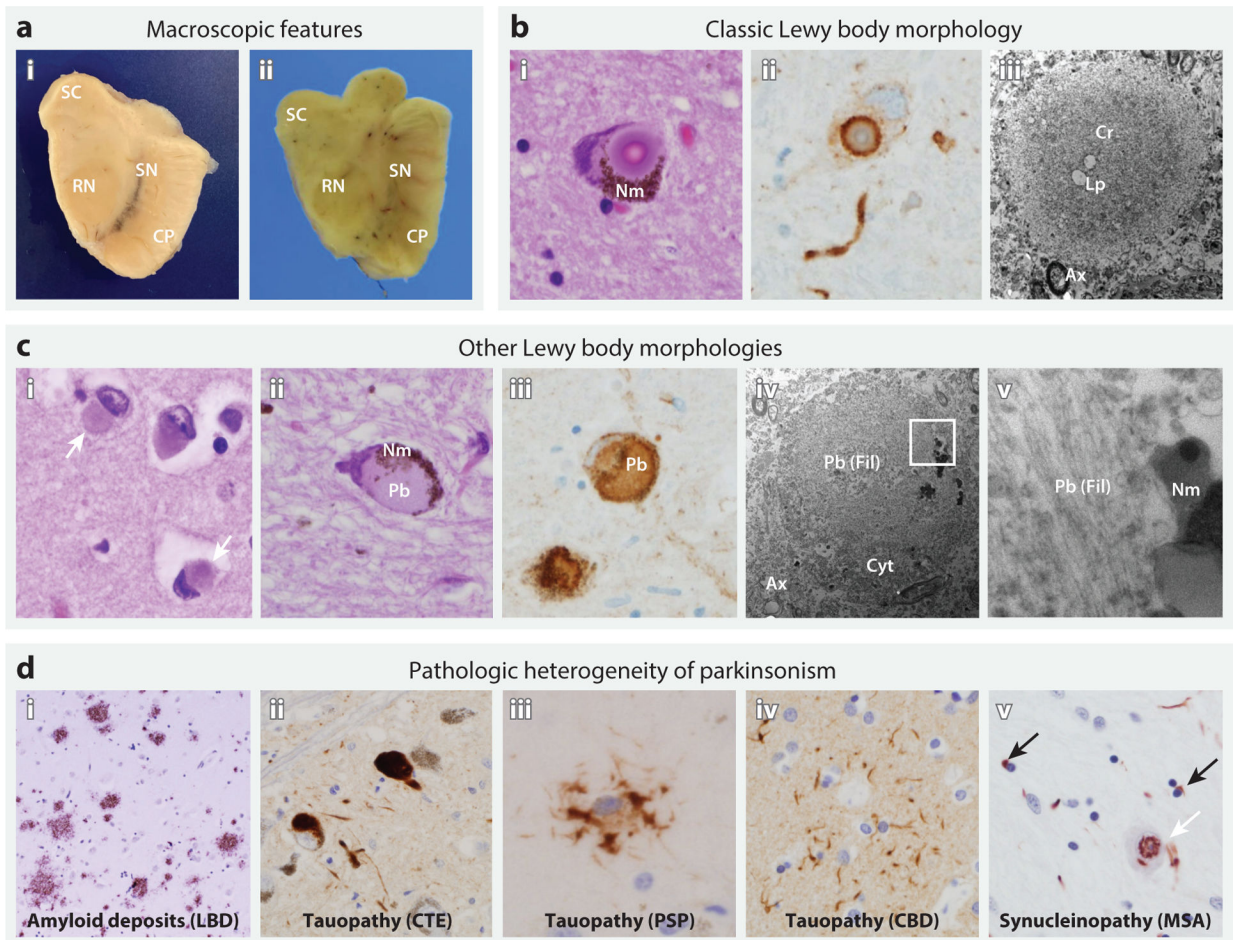 a Macroscopic features
i
SC
RN
SN
CP
ii
SC
RN
SN
CP
b Classic Lewy body morphology
i
Nm
ii
iii
Cr
Lp
Ax
c Other Lewy body morphologies
i
ii
Nm
Pb
iii
Pb
iv
Pb (Fil)
Cyt
Ax
v
Pb (Fil)
Nm
d Pathologic heterogeneity of parkinsonism
i
Amyloid deposits (LBD)
ii
Tauopathy (CTE)
iii
Tauopathy (PSP)
iv
Tauopathy (CBD)
v
Synucleinopathy (MSA)